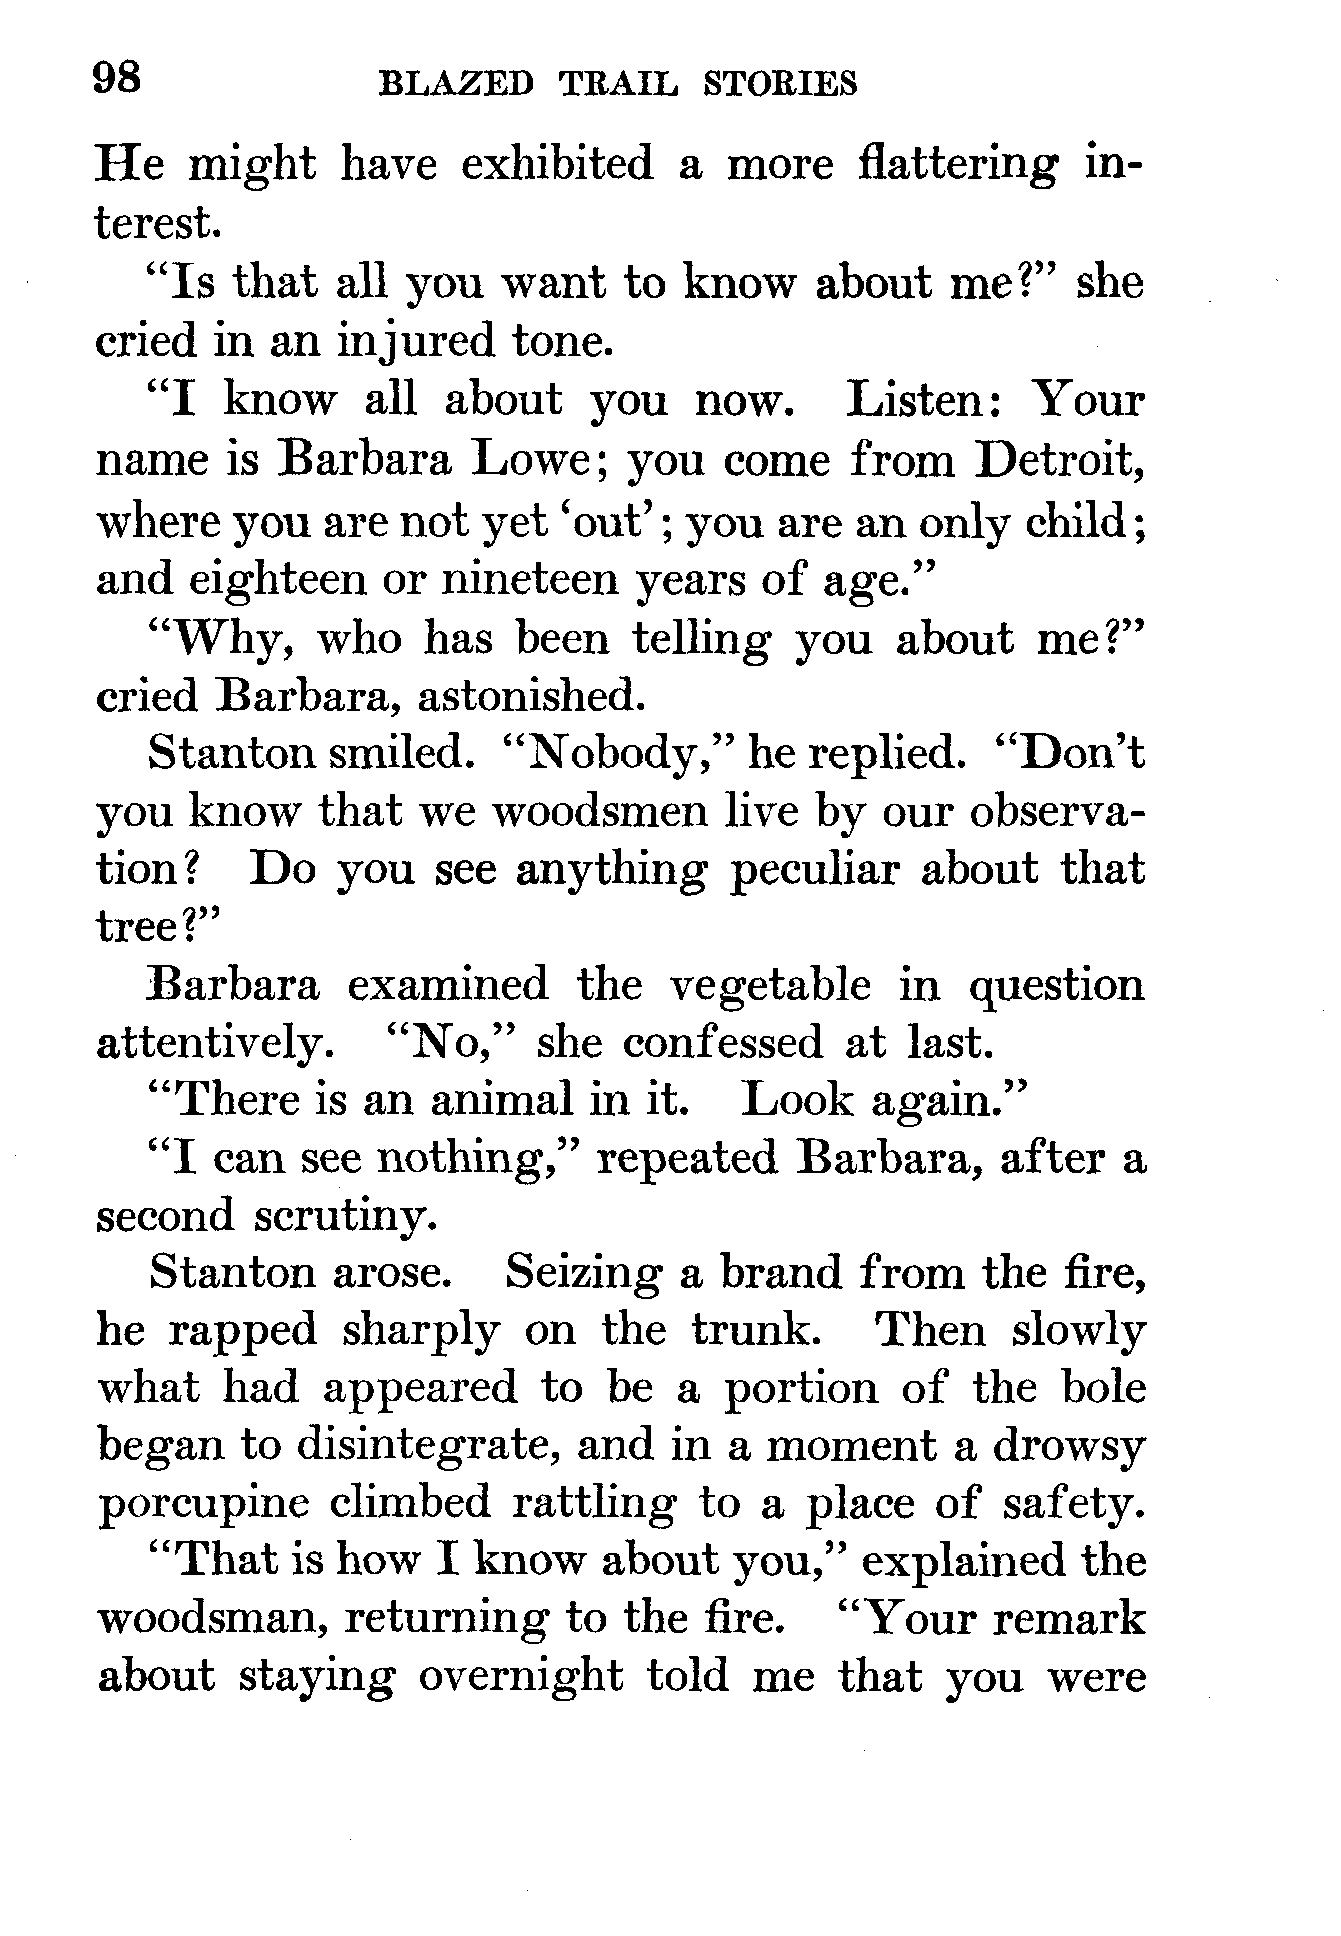 98 BLAZED TRAIL STORIES
He might have exhibited a more flattering in-
terest.
“Is that all you want to know about me?” she
cried in an injured tone.
“I know all about you now. Listen: Your
name is Barbara Lowe; you come from Detroit,
where you are not yet ‘out’; you are an only child;
and eighteen or nineteen years of age.”
“Why, who has been telling you about me?”
cried Barbara, astonished.
Stanton smiled. “Nobody,” he replied. “Don’t
you know that we woodsmen live by our observa-
tion? Do you see anything peculiar about that
tree?”
Barbara examined the vegetable in question
attentively. “No,” she confessed at last.
“There is an animal in it. Look again.”
“I can see nothing,” repeated Barbara, after a
second scrutiny.
Stanton arose. Seizing a brand from the fire,
he rapped sharply on the trunk. Then slowly
what had appeared to be a portion of the bole
began to disintegrate, and in a moment a drowsy
porcupine climbed rattling to a place of safety.
“That is how I know about you,” explained the
woodsman, returning to the fire. “Your remark
about staying overnight told me that you were